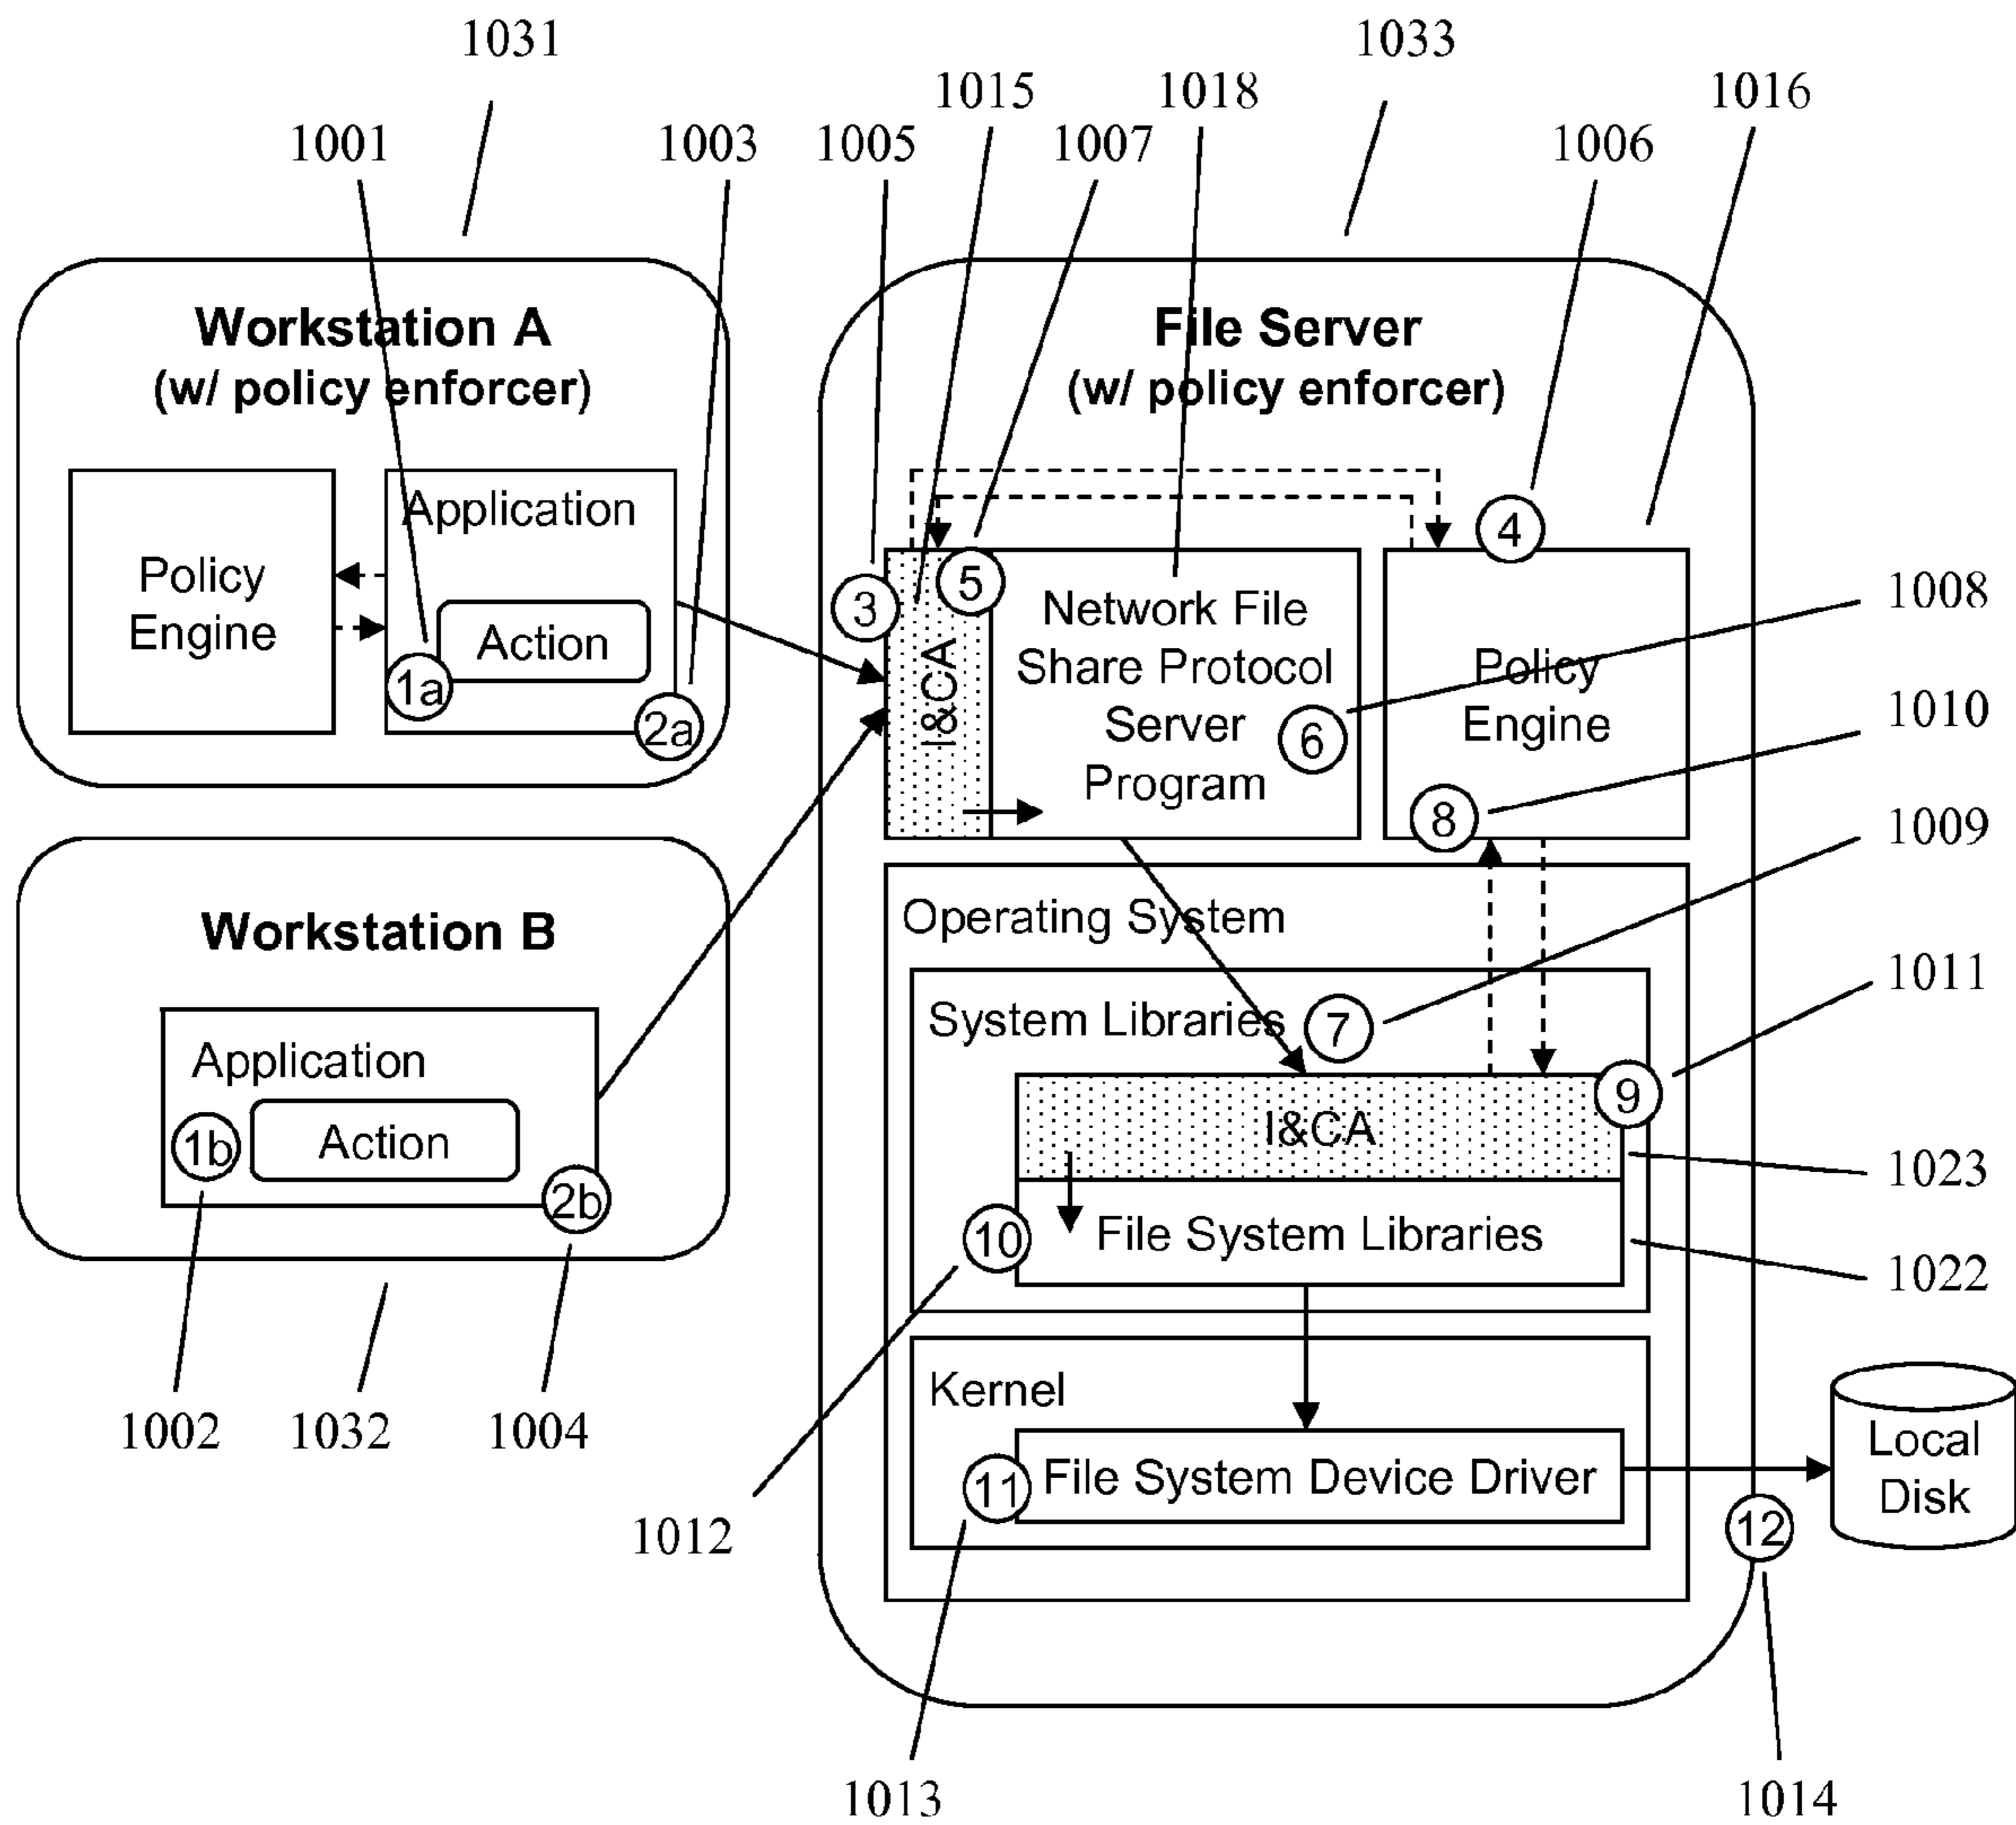 1031
1033
1015
1018
1016
1001
1003
1005
1007
1006
Workstation A
(w/ policy enforcer)
File Server
(w/ policy enforcer)
Application
4
Policy
Engine
5
3
Network File
Share Protocol
Server
Program
I&CA
1008
Action
1a
2a
6
Policy
Engine
1010
8
1009
Workstation B
Operating System
1011
System Libraries
7
Application
9
1b
Action
I&CA
1023
2b
10
File System Libraries
1022
1002
1032
1004
Kernel
Local
Disk
11
File System Device Driver
12
1012
1013
1014